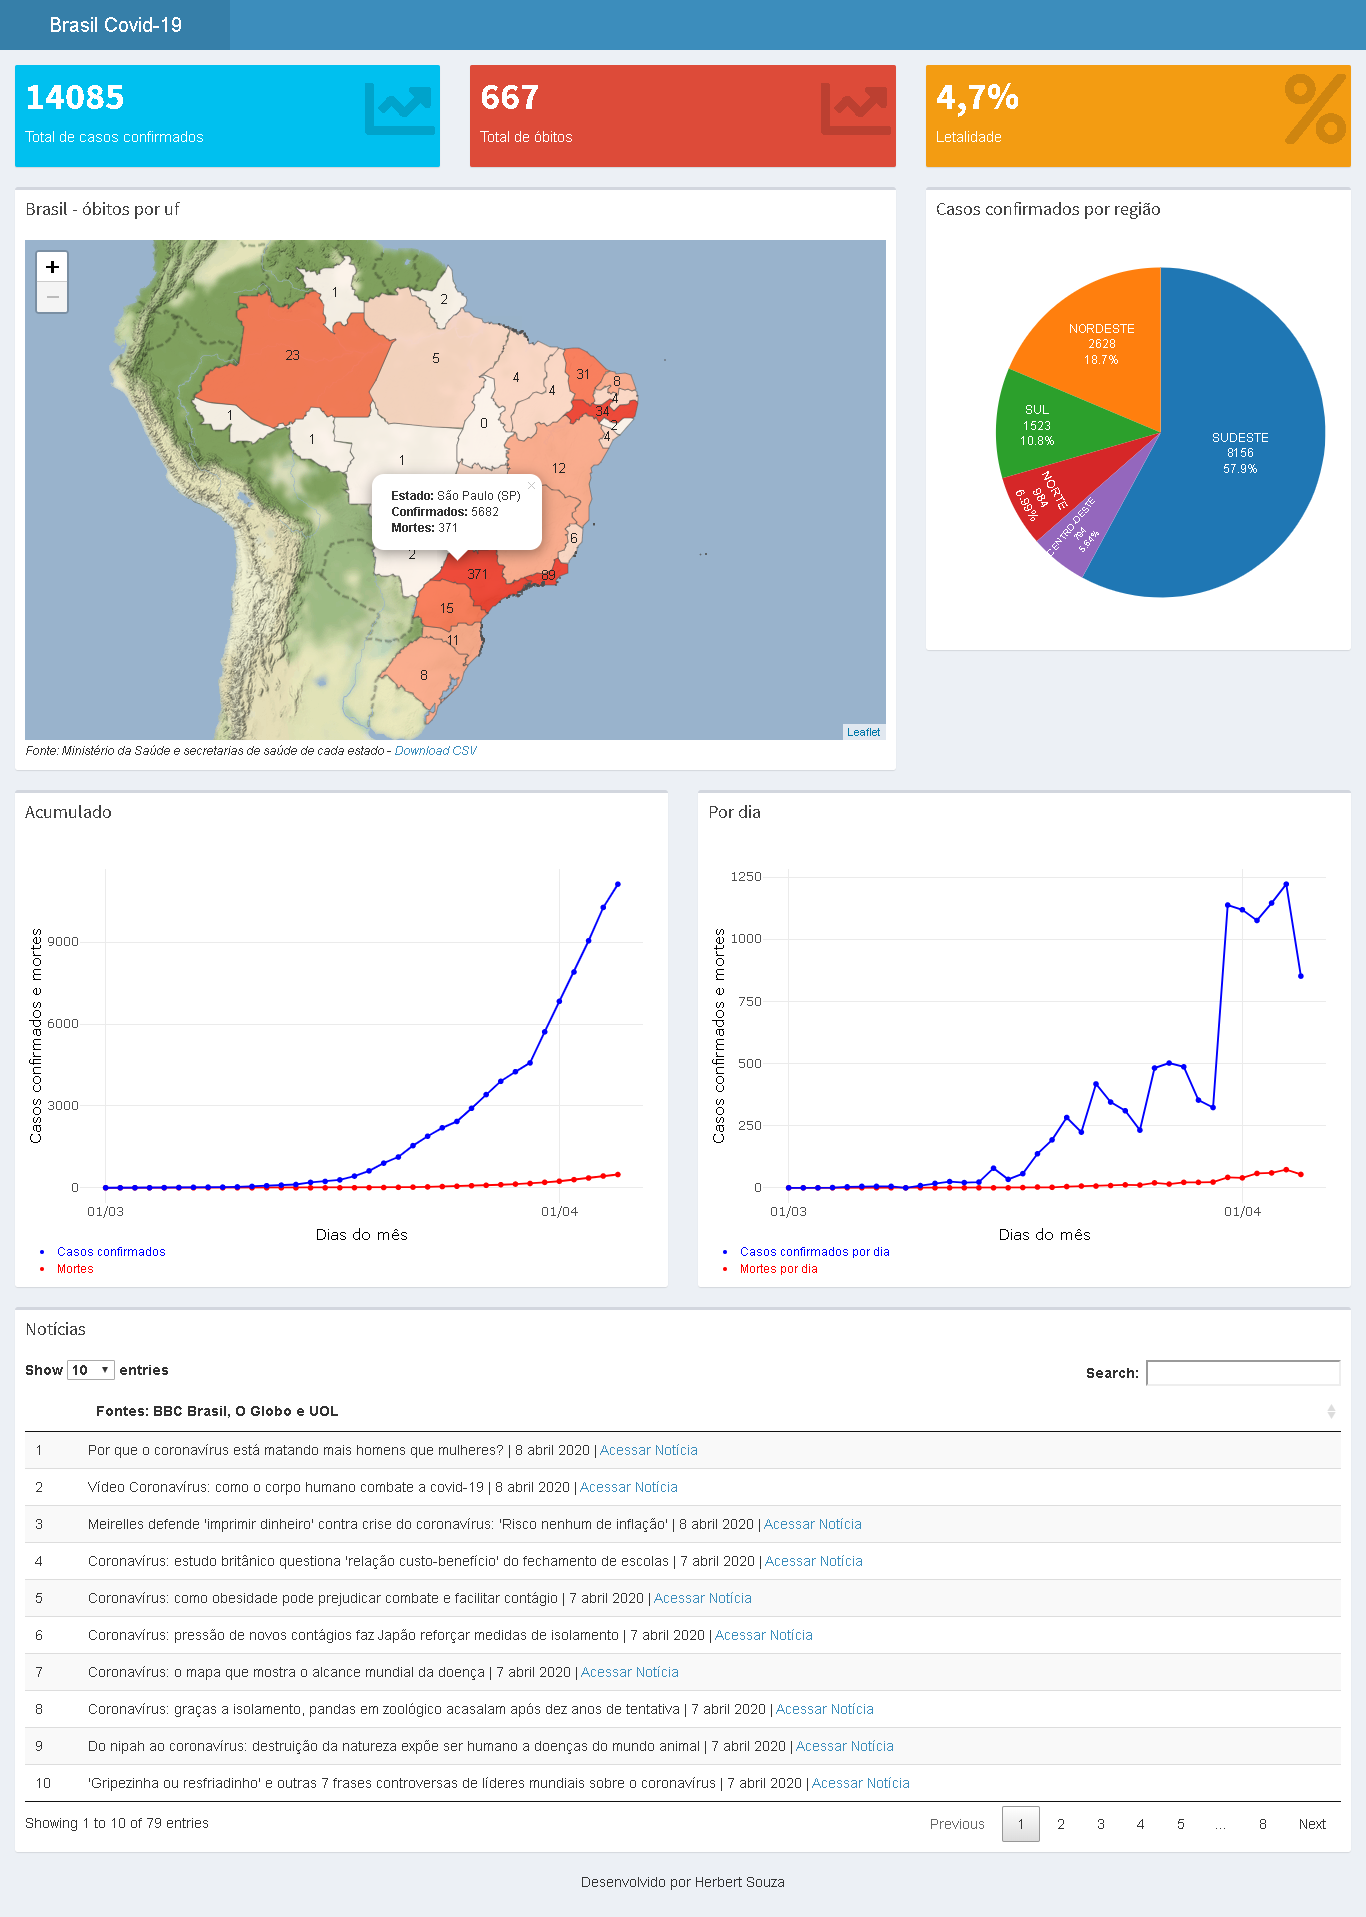 Brasil Covid-19
14085
Total de casos confirmados
667
Total de óbitos
4,7%
Letalidade
Brasil - óbitos por uf
+
−
1
2
23
5
4
4
31
8
4
34
2
4
1
1
0
1
12
×
Estado: São Paulo (SP)
Confirmados: 5682
Mortes: 371
6
2
371
89
15
11
8
Leaflet
Fonte: Ministério da Saúde e secretarias de saúde de cada estado - Download CSV
Casos confirmados por região
NORDESTE
2628
18.7%
SUL
1523
10.8%
SUDESTE
8156
57.9%
NORTE
984
6.99%
CENTRO-OESTE
794
5.64%
Acumulado
Casos confirmados e mortes
9000
6000
3000
0
01/03
01/04
Dias do mês
Casos confirmados
Mortes
Por dia
Casos confirmados e mortes
1250
1000
750
500
250
0
01/03
01/04
Dias do mês
Casos confirmados por dia
Mortes por dia
Notícias
Show 10 entries
Search:
Fontes: BBC Brasil, O Globo e UOL
1 Por que o coronavírus está matando mais homens que mulheres? | 8 abril 2020 | Acessar Notícia
2 Vídeo Coronavírus: como o corpo humano combate a covid-19 | 8 abril 2020 | Acessar Notícia
3 Meirelles defende 'imprimir dinheiro' contra crise do coronavírus: 'Risco nenhum de inflação' | 8 abril 2020 | Acessar Notícia
4 Coronavírus: estudo britânico questiona 'relação custo-benefício' do fechamento de escolas | 7 abril 2020 | Acessar Notícia
5 Coronavírus: como obesidade pode prejudicar combate e facilitar contágio | 7 abril 2020 | Acessar Notícia
6 Coronavírus: pressão de novos contágios faz Japão reforçar medidas de isolamento | 7 abril 2020 | Acessar Notícia
7 Coronavírus: o mapa que mostra o alcance mundial da doença | 7 abril 2020 | Acessar Notícia
8 Coronavírus: graças a isolamento, pandas em zoológico acasalam após dez anos de tentativa | 7 abril 2020 | Acessar Notícia
9 Do nipah ao coronavírus: destruição da natureza expõe ser humano a doenças do mundo animal | 7 abril 2020 | Acessar Notícia
10 'Gripezinha ou resfriadinho' e outras 7 frases controversas de líderes mundiais sobre o coronavírus | 7 abril 2020 | Acessar Notícia
Showing 1 to 10 of 79 entries
Previous 1 2 3 4 5 … 8 Next
Desenvolvido por Herbert Souza